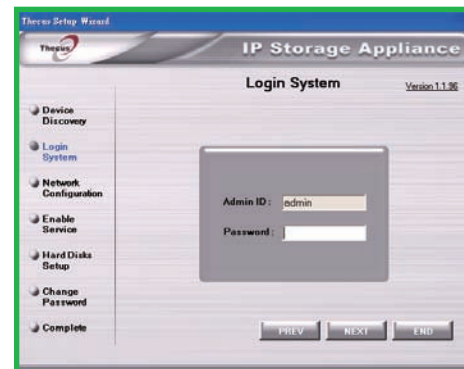 Thecus Setup Wizard
Thecus
IP Storage Appliance
Login System
Version 1.1.96
Device
Discovery
Login
System
Network
Configuration
Enable
Service
Hard Disks
Setup
Change
Password
Complete
Admin ID :
admin
Password :
PREV
NEXT
END